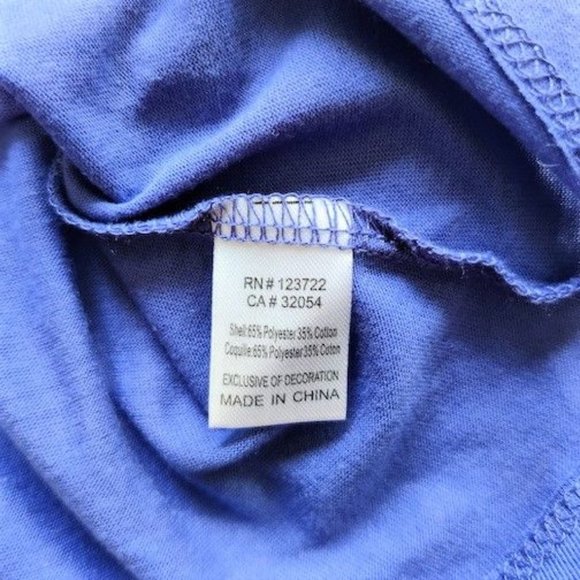 RN # 123722
CA # 32054
Shell:65% Polyester 35% Cotton
Coquille:65% Polyester 35% Cotton
EXCLUSIVE OF DECORATION
MADE IN CHINA